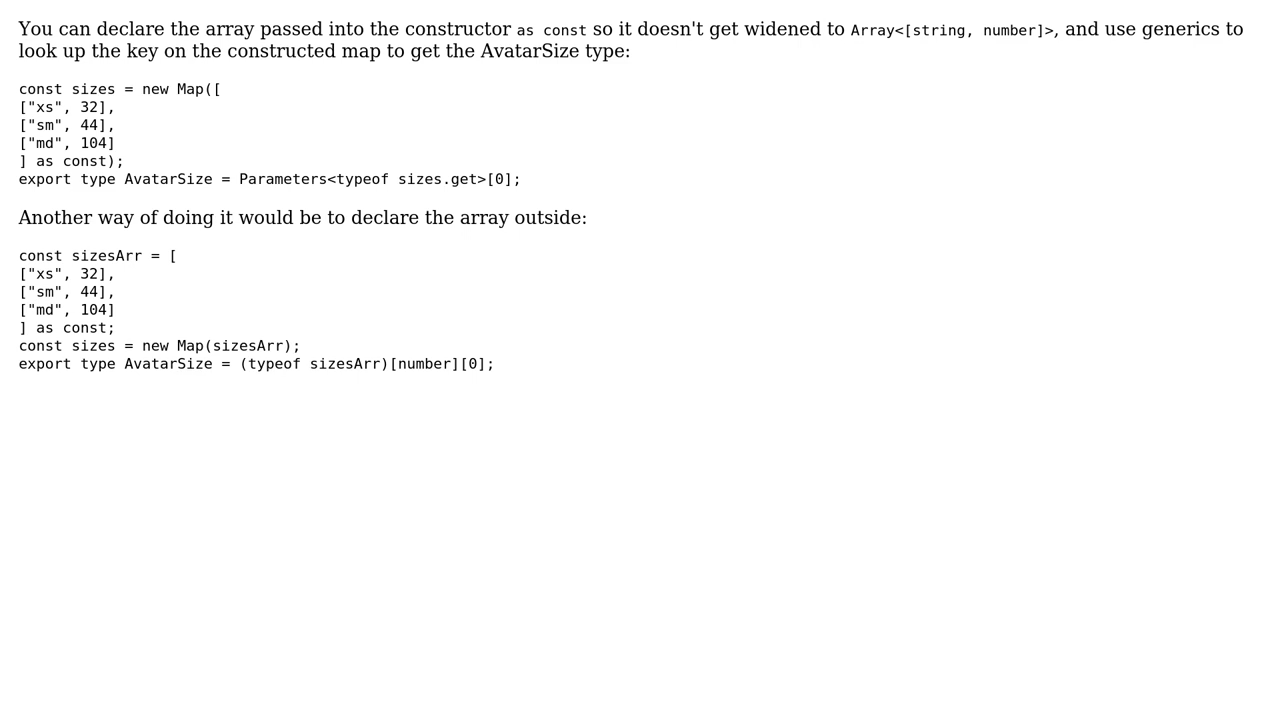 You can declare the array passed into the constructor as const so it doesn't get widened to Array<[string, number]>, and use generics to
look up the key on the constructed map to get the AvatarSize type:
const sizes = new Map([
["xs", 32],
["sm", 44],
["md", 104]
] as const);
export type AvatarSize = Parameters<typeof sizes.get>[0];
Another way of doing it would be to declare the array outside:
const sizesArr = [
["xs", 32],
["sm", 44],
["md", 104]
] as const;
const sizes = new Map(sizesArr);
export type AvatarSize = (typeof sizesArr)[number][0];